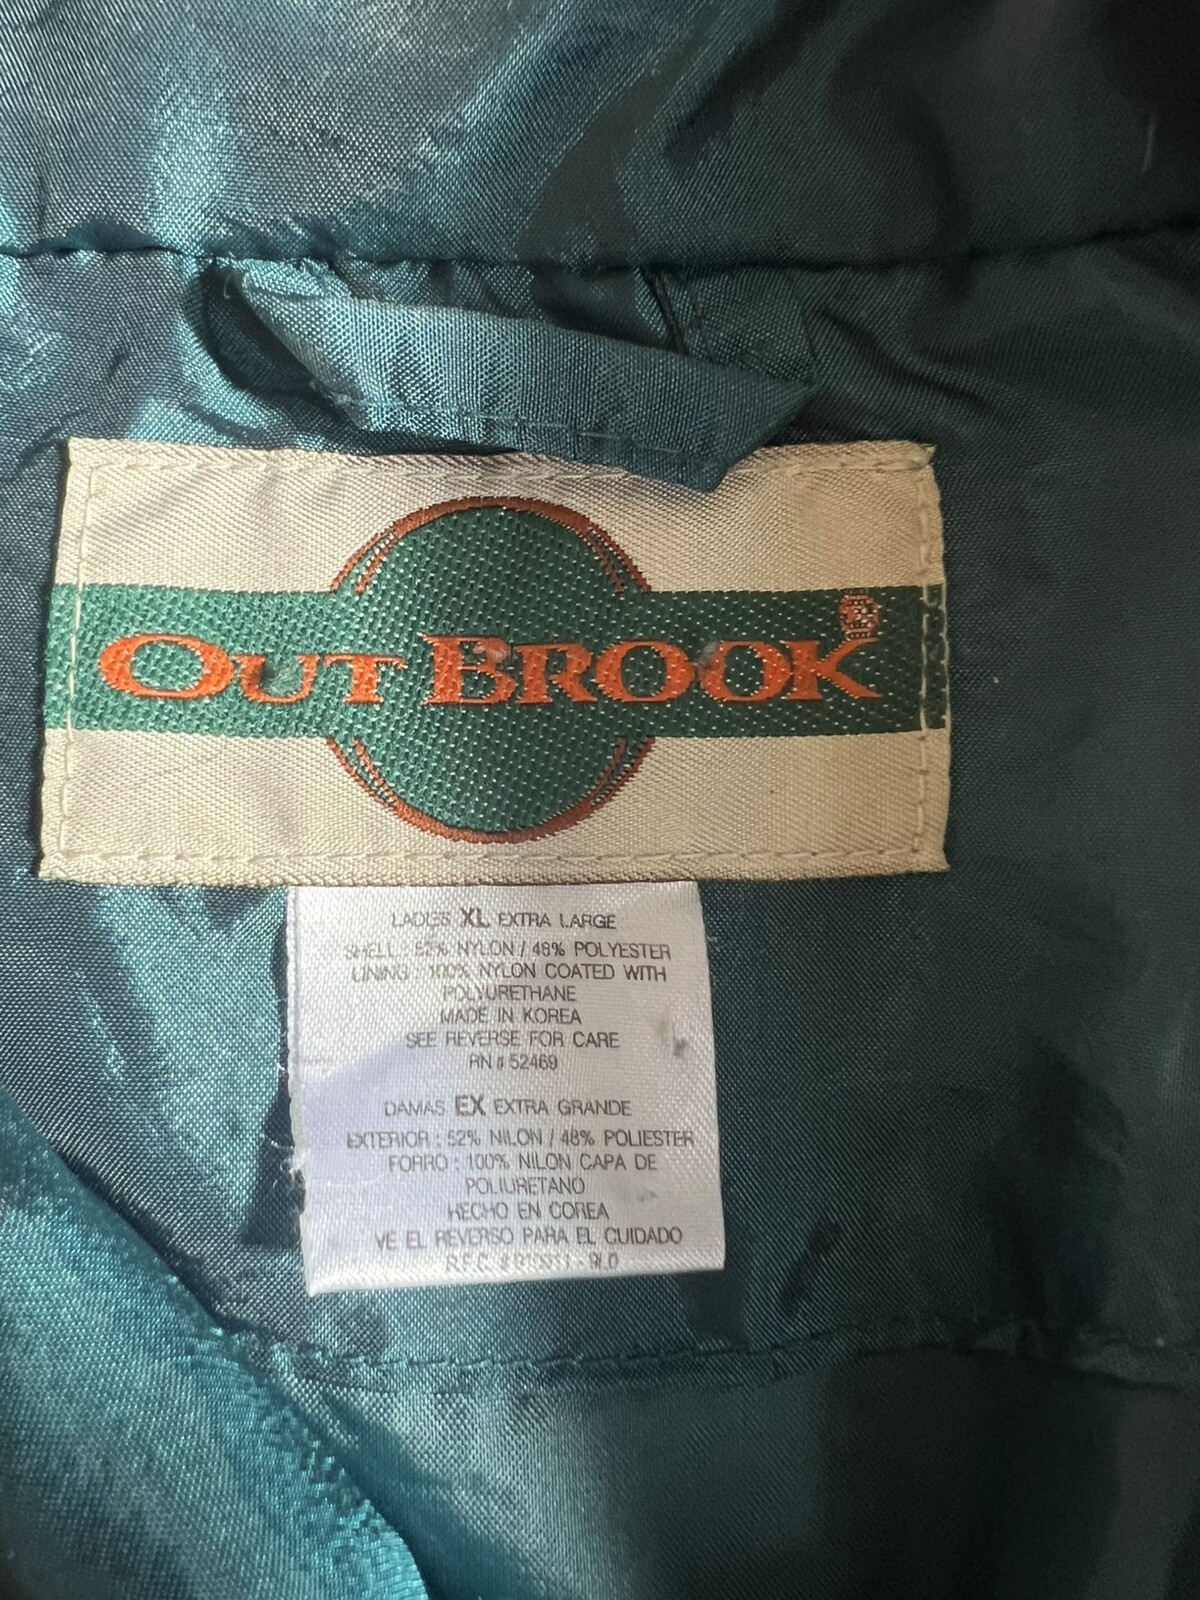 OUT BROOK
LADIES XL EXTRA LARGE
SHELL : 52% NYLON / 48% POLYESTER
LINING : 100% NYLON COATED WITH
POLYURETHANE
MADE IN KOREA
SEE REVERSE FOR CARE
RN # 52469
DAMAS EX EXTRA GRANDE
EXTERIOR : 52% NILON / 48% POLIESTER
FORRO : 100% NILON CAPA DE
POLIURETANO
HECHO EN COREA
VE EL REVERSO PARA EL CUIDADO
R.F.C. #